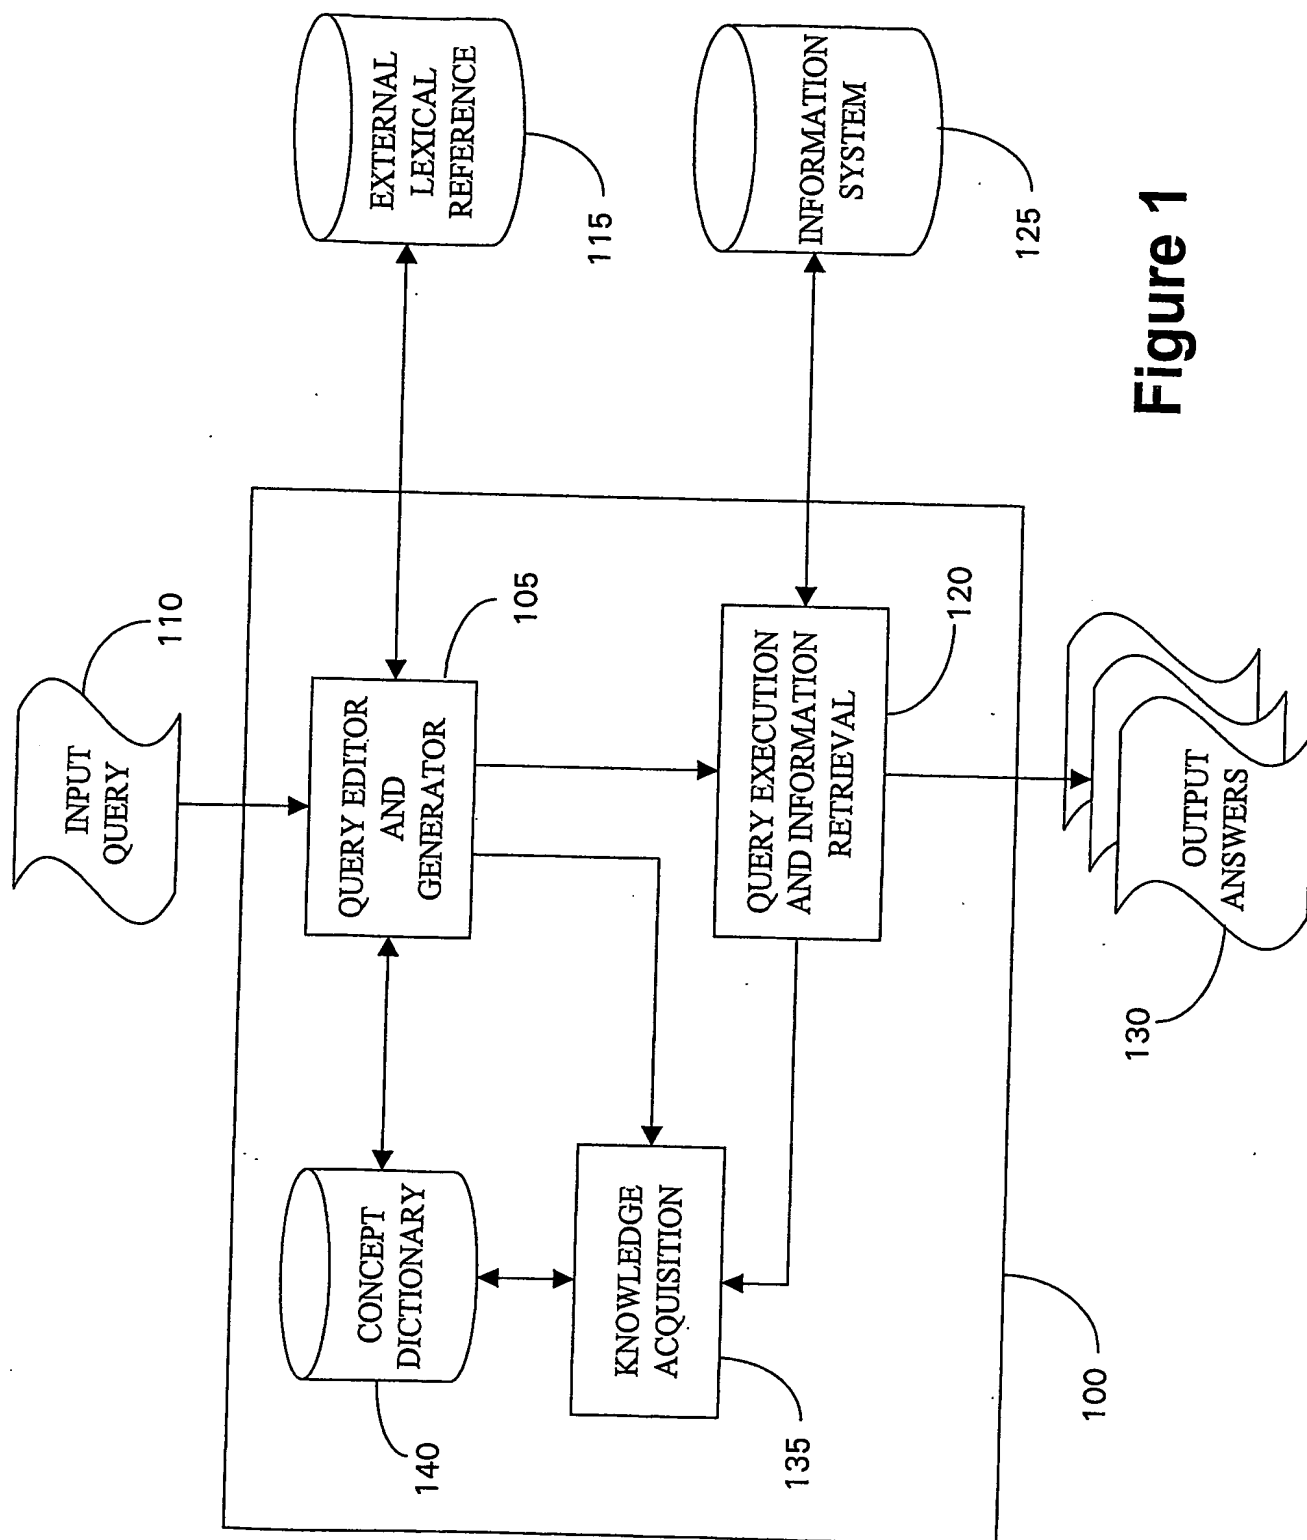 INPUT
QUERY
110
EXTERNAL
LEXICAL
REFERENCE
115
CONCEPT
DICTIONARY
140
QUERY EDITOR
AND
GENERATOR
105
INFORMATION
SYSTEM
125
KNOWLEDGE
ACQUISITION
135
QUERY EXECUTION
AND INFORMATION
RETRIEVAL
120
100
OUTPUT
ANSWERS
130
Figure 1